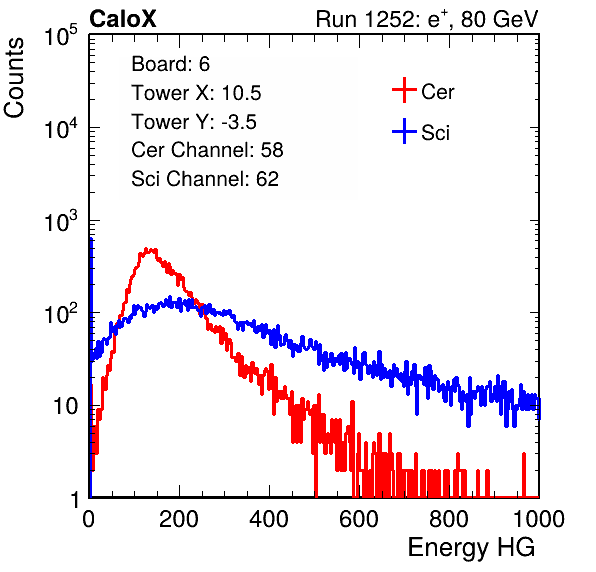 CaloX Run 1252: e⁺, 80 GeV
Counts
10⁵
10⁴
10³
10²
10
1
Board: 6
Tower X: 10.5
Tower Y: -3.5
Cer Channel: 58
Sci Channel: 62
Cer
Sci
0 200 400 600 800 1000
Energy HG